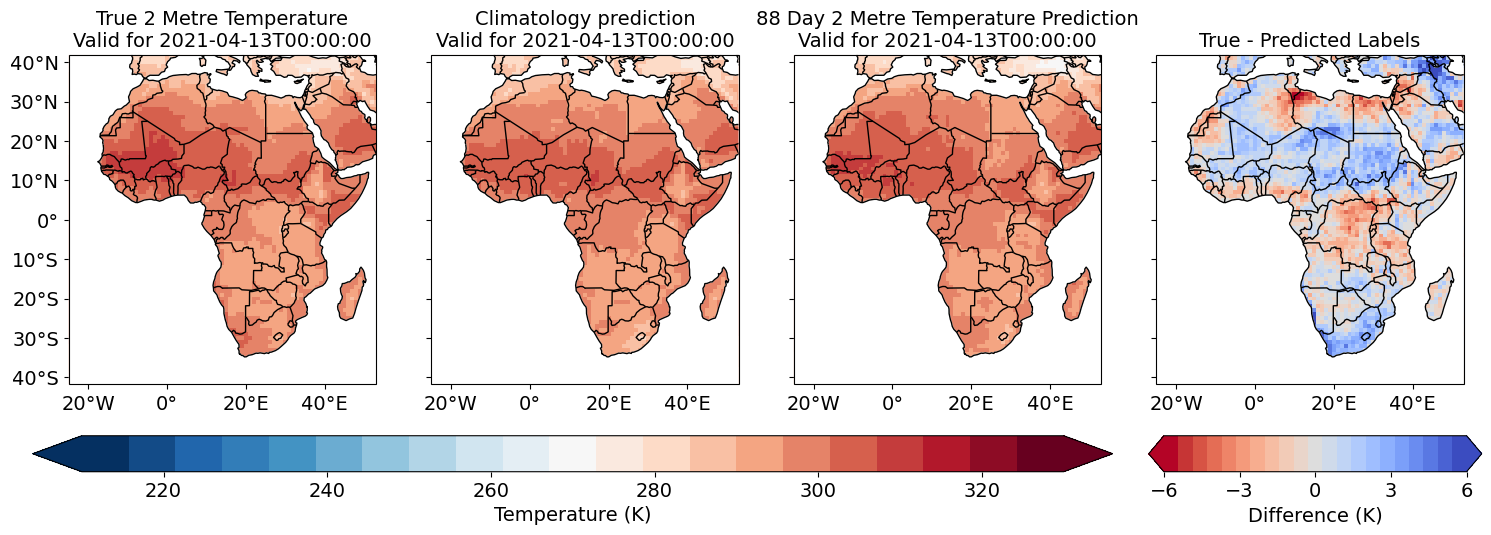 True 2 Metre Temperature
Valid for 2021-04-13T00:00:00
Climatology prediction
Valid for 2021-04-13T00:00:00
88 Day 2 Metre Temperature Prediction
Valid for 2021-04-13T00:00:00
True - Predicted Labels
40°N
30°N
20°N
10°N
0°
10°S
20°S
30°S
40°S
20°W 0° 20°E 40°E
20°W 0° 20°E 40°E
20°W 0° 20°E 40°E
20°W 0° 20°E 40°E
220 240 260 280 300 320
Temperature (K)
−6 −3 0 3 6
Difference (K)